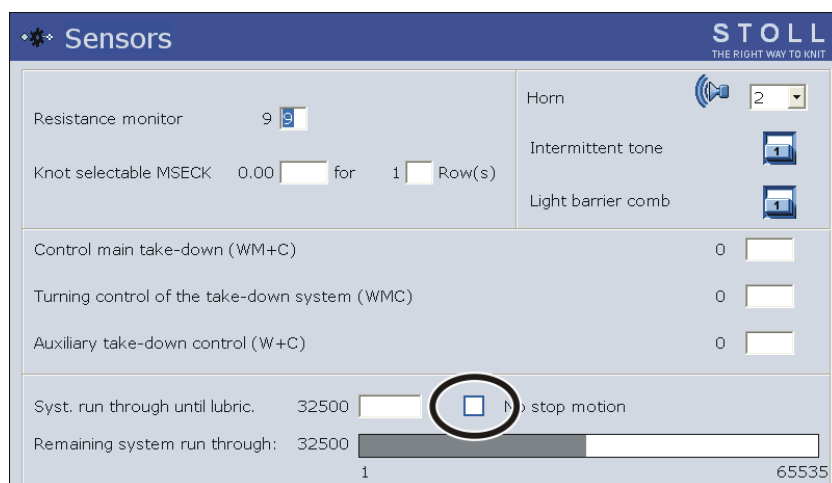 Sensors
STOLL
THE RIGHT WAY TO KNIT
Resistance monitor 9 9
Knot selectable MSECK 0.00 for 1 Row(s)
Horn 2
Intermittent tone 1
Light barrier comb 1
Control main take-down (WM+C) 0
Turning control of the take-down system (WMC) 0
Auxiliary take-down control (W+C) 0
Syst. run through until lubric. 32500 No stop motion
Remaining system run through: 32500
1 65535